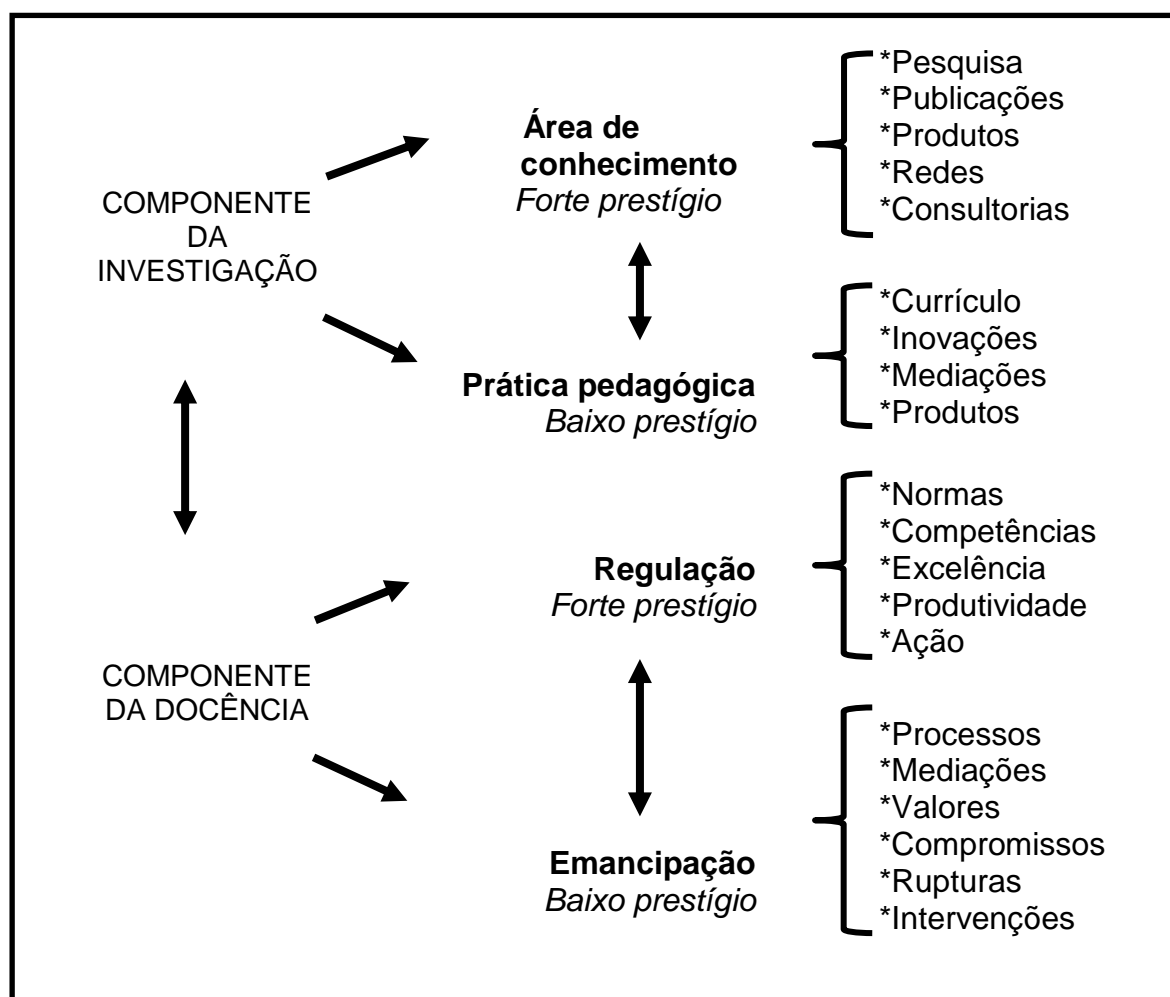 COMPONENTE
DA
INVESTIGAÇÃO
Área de
conhecimento
Forte prestígio
*Pesquisa
*Publicações
*Produtos
*Redes
*Consultorias
Prática pedagógica
Baixo prestígio
*Currículo
*Inovações
*Mediações
*Produtos
COMPONENTE
DA DOCÊNCIA
Regulação
Forte prestígio
*Normas
*Competências
*Excelência
*Produtividade
*Ação
Emancipação
Baixo prestígio
*Processos
*Mediações
*Valores
*Compromissos
*Rupturas
*Intervenções